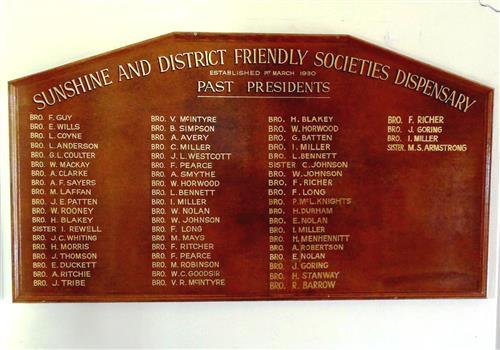 SUNSHINE AND DISTRICT FRIENDLY SOCIETIES DISPENSARY
ESTABLISHED 1ST MARCH 1930
PAST PRESIDENTS
BRO. F. GUY
BRO. E. WILLS
BRO. L. COYNE
BRO. L. ANDERSON
BRO. G. L. COULTER
BRO. W. MACKAY
BRO. A. CLARKE
BRO. A. F. SAYERS
BRO. M. LAFFAN
BRO. J. E. PATTEN
BRO. W. ROONEY
BRO. H. BLAKEY
SISTER I. REWELL
BRO. J. C. WHITING
BRO. H. MORRIS
BRO. J. THOMSON
BRO. E. DUCKETT
BRO. A. RITCHIE
BRO. J. TRIBE
BRO. V. McINTYRE
BRO. B. SIMPSON
BRO. A. AVERY
BRO. C. MILLER
BRO. J. L. WESTCOTT
BRO. F. PEARCE
BRO. A. SMYTHE
BRO. W. HORWOOD
BRO. L. BENNETT
BRO. I. MILLER
BRO. W. NOLAN
BRO. W. JOHNSON
BRO. F. LONG
BRO. M. MAYS
BRO. F. RITCHER
BRO. F. PEARCE
BRO. M. ROBINSON
BRO. W. C. GOODSIR
BRO. V. R. McINTYRE
BRO. H. BLAKEY
BRO. W. HORWOOD
BRO. G. BATTEN
BRO. I. MILLER
BRO. L. BENNETT
SISTER C. JOHNSON
BRO. W. JOHNSON
BRO. F. RICHER
BRO. F. LONG
BRO. P. McL. KNIGHTS
BRO. H. DURHAM
BRO. E. NOLAN
BRO. I. MILLER
BRO. H. MENHENNITT
BRO. A. ROBERTSON
BRO. E. NOLAN
BRO. J. GORING
BRO. H. STANWAY
BRO. R. BARROW
BRO. F. RICHER
BRO. J. GORING
BRO. I. MILLER
SISTER M. S. ARMSTRONG